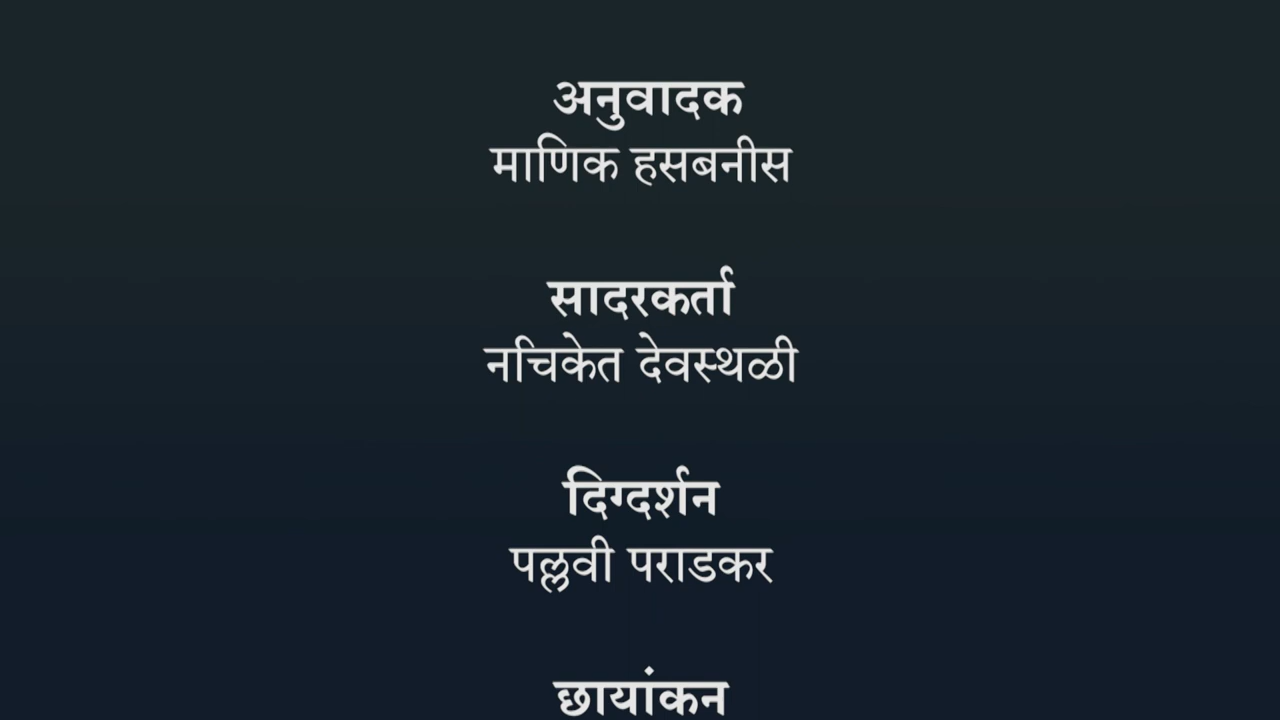 अनुवादक
माणिक हसबनीस
सादरकर्ता
नचिकेत देवस्थळी
दिग्दर्शन
पल्लवी पराडकर
छायांकन